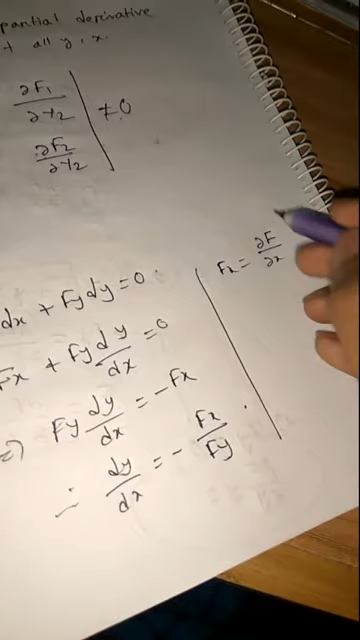 partial derivative
t all y, x.
∂F₁/∂Y₂ | ≠ 0
∂F₂/∂Y₂ |
dx + Fy dy = 0
Fx + Fy dy/dx = 0
=) Fy dy/dx = -Fx
∴ dy/dx = - Fx/Fy .
Fx = ∂F/∂x